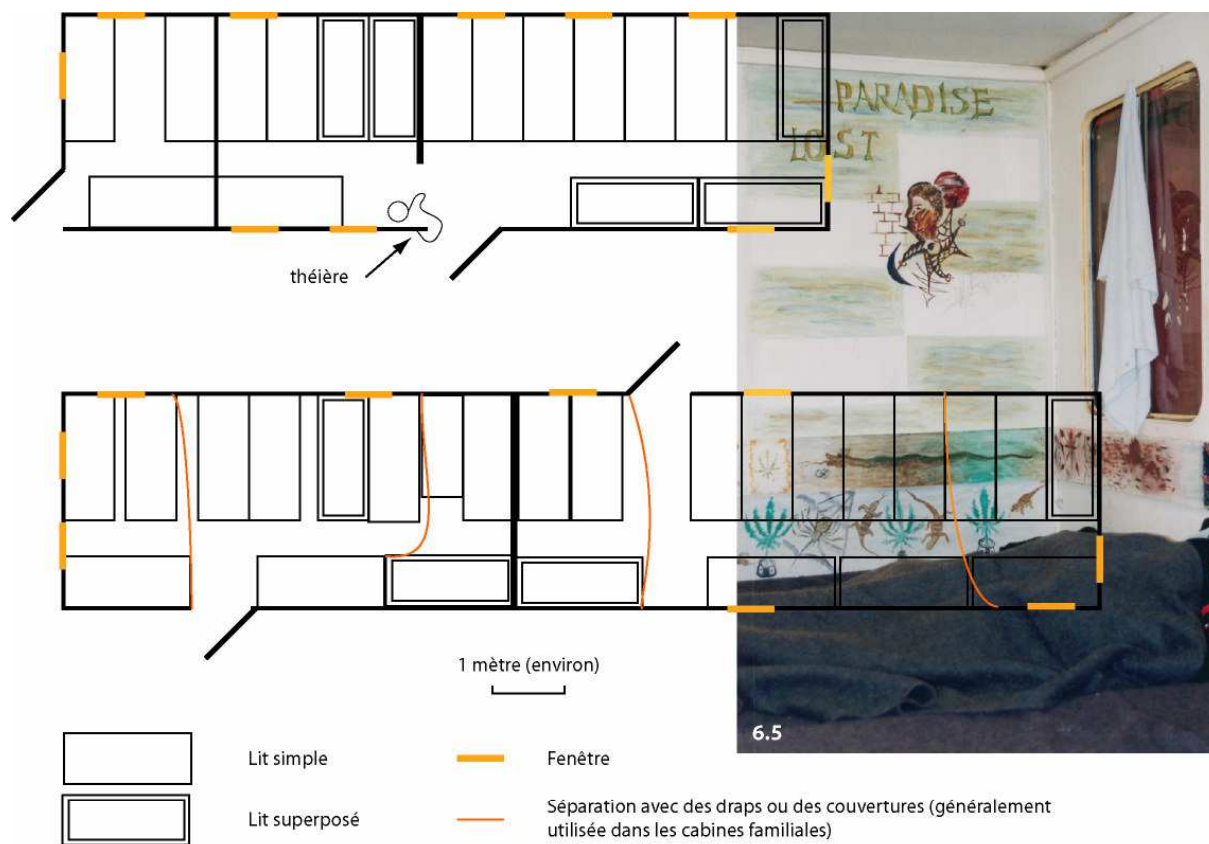 PARADISE
LOST
théière
1 mètre (environ)
6.5
Lit simple
Fenêtre
Lit superposé
Séparation avec des draps ou des couvertures (généralement
utilisée dans les cabines familiales)